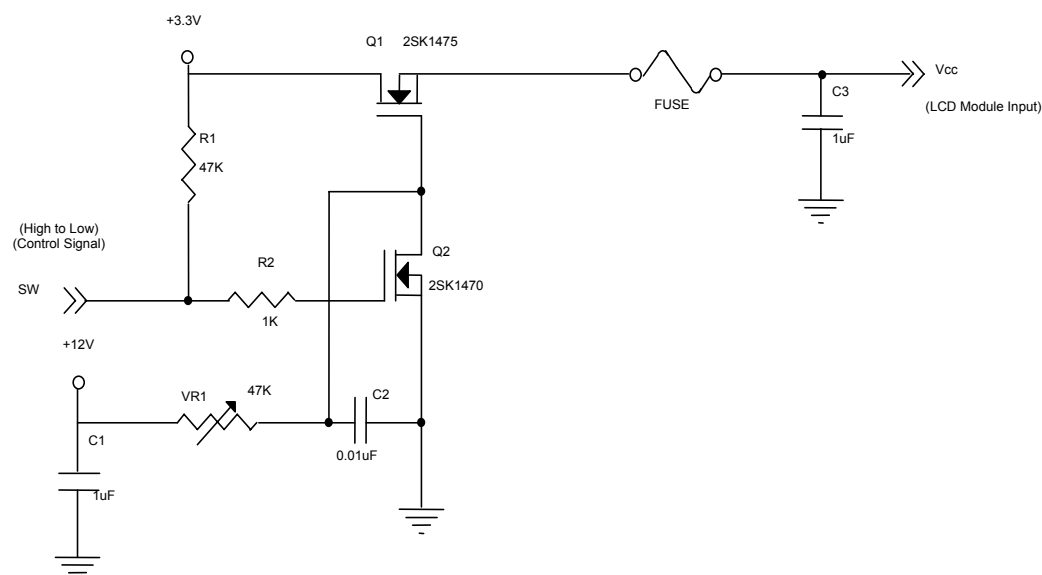 +3.3V
Q1 2SK1475
Vcc
C3
FUSE
(LCD Module Input)
1uF
R1
47K
(High to Low)
(Control Signal)
Q2
R2
SW
2SK1470
1K
+12V
VR1
47K
C2
C1
0.01uF
1uF